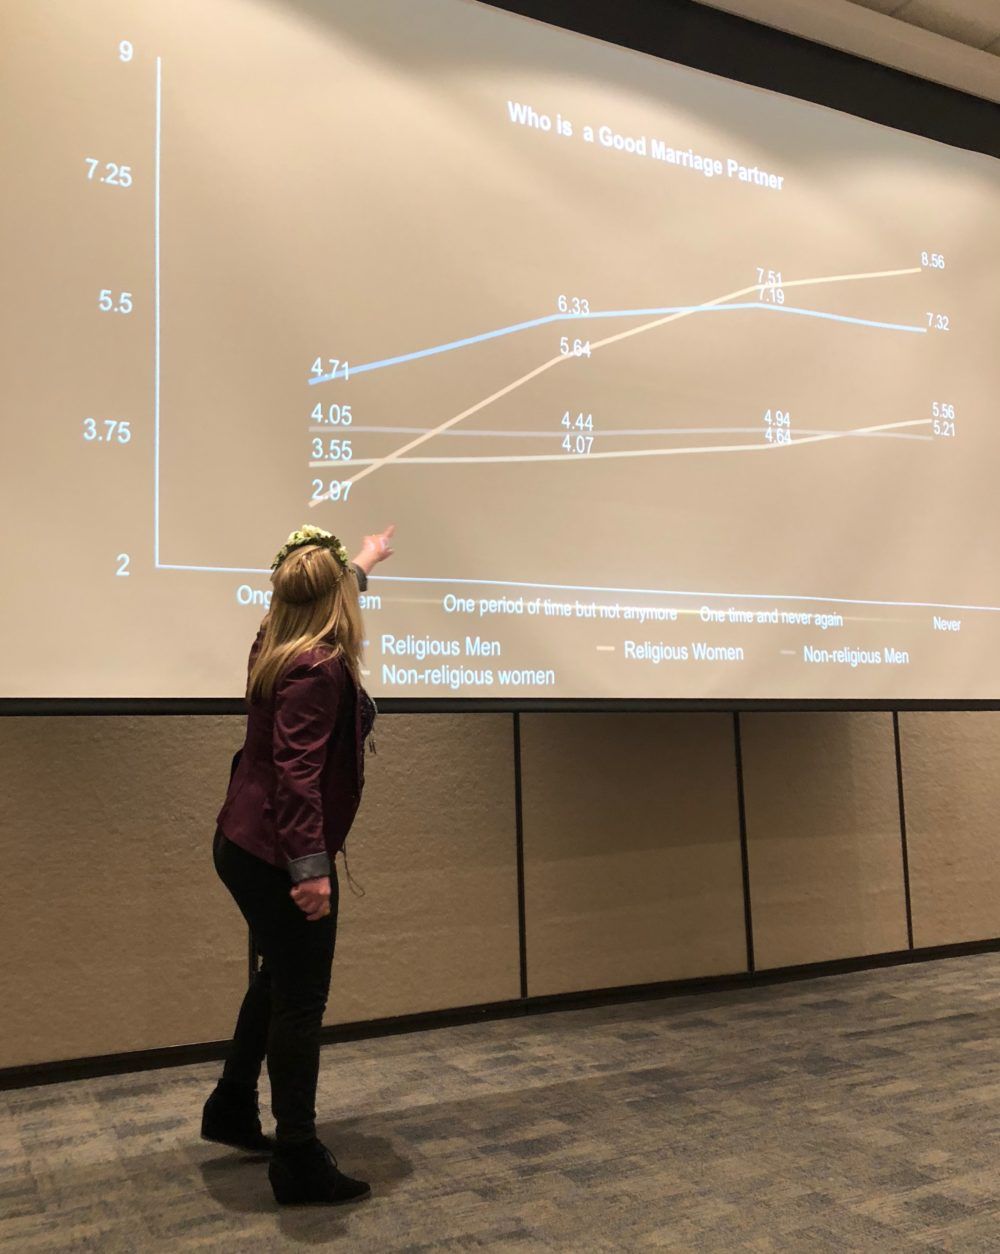 Who is a Good Marriage Partner
9
7.25
5.5
3.75
2
4.71
4.05
3.55
2.97
6.33
5.64
4.44
4.07
7.51
7.19
4.94
4.64
8.56
7.32
5.56
5.21
One period of time but not anymore
One time and never again
Never
Religious Men
Religious Women
Non-religious Men
Non-religious women